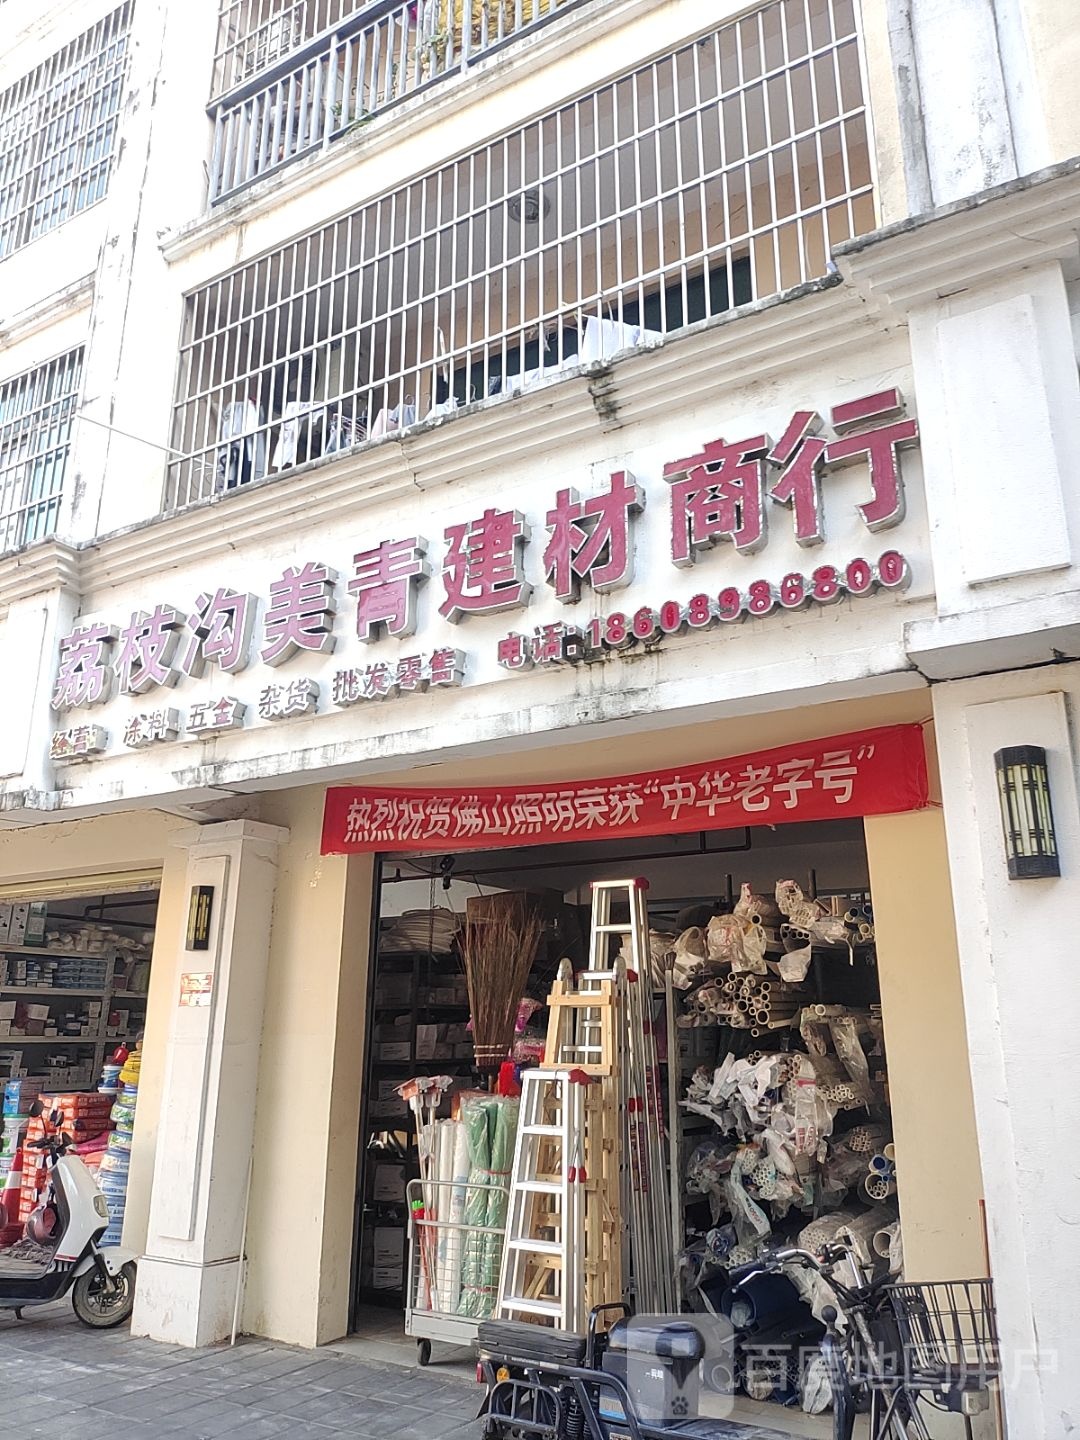 荔枝沟美青建材商行
经营 涂料 五金 杂货 批发零售 电话:18608986800
热烈祝贺佛山照明荣获“中华老字号”
百度地图用户